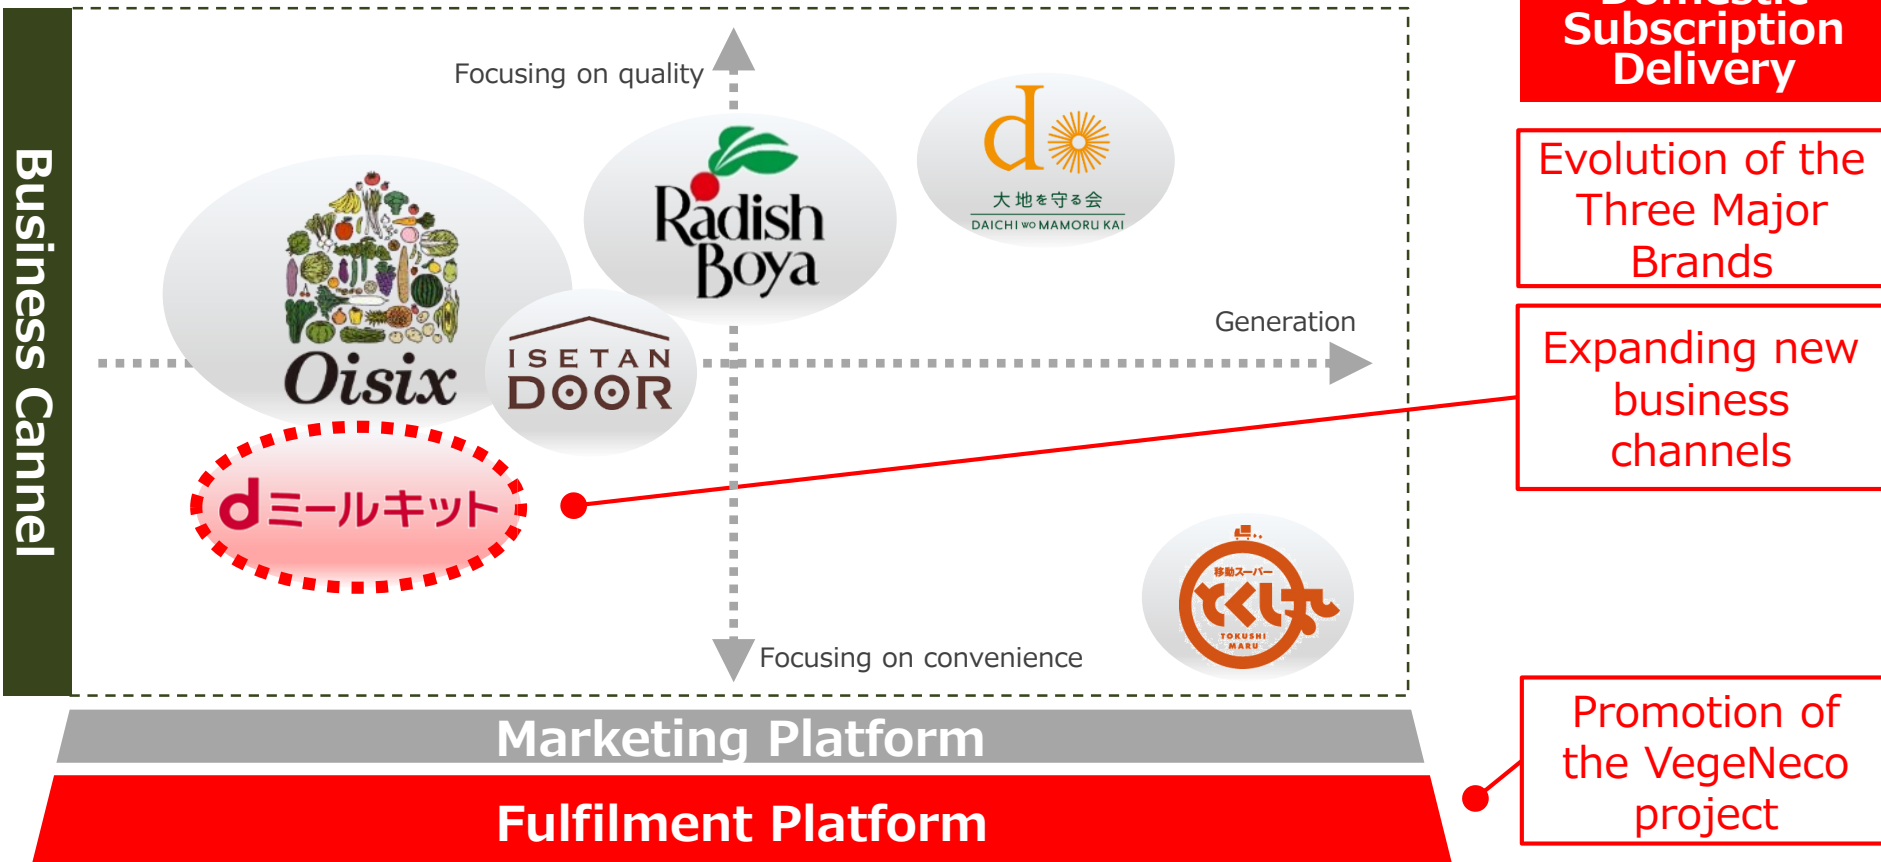 Domestic
Subscription
Delivery
Business Cannel
Focusing on quality
Radish
Boya
d
大地を守る会
DAICHI WO MAMORU KAI
Oisix
ISETAN
DOOR
Generation
dミールキット
移動スーパー
とくし丸
TOKUSHI
MARU
Focusing on convenience
Evolution of the
Three Major
Brands
Expanding new
business
channels
Marketing Platform
Fulfilment Platform
Promotion of
the VegeNeco
project